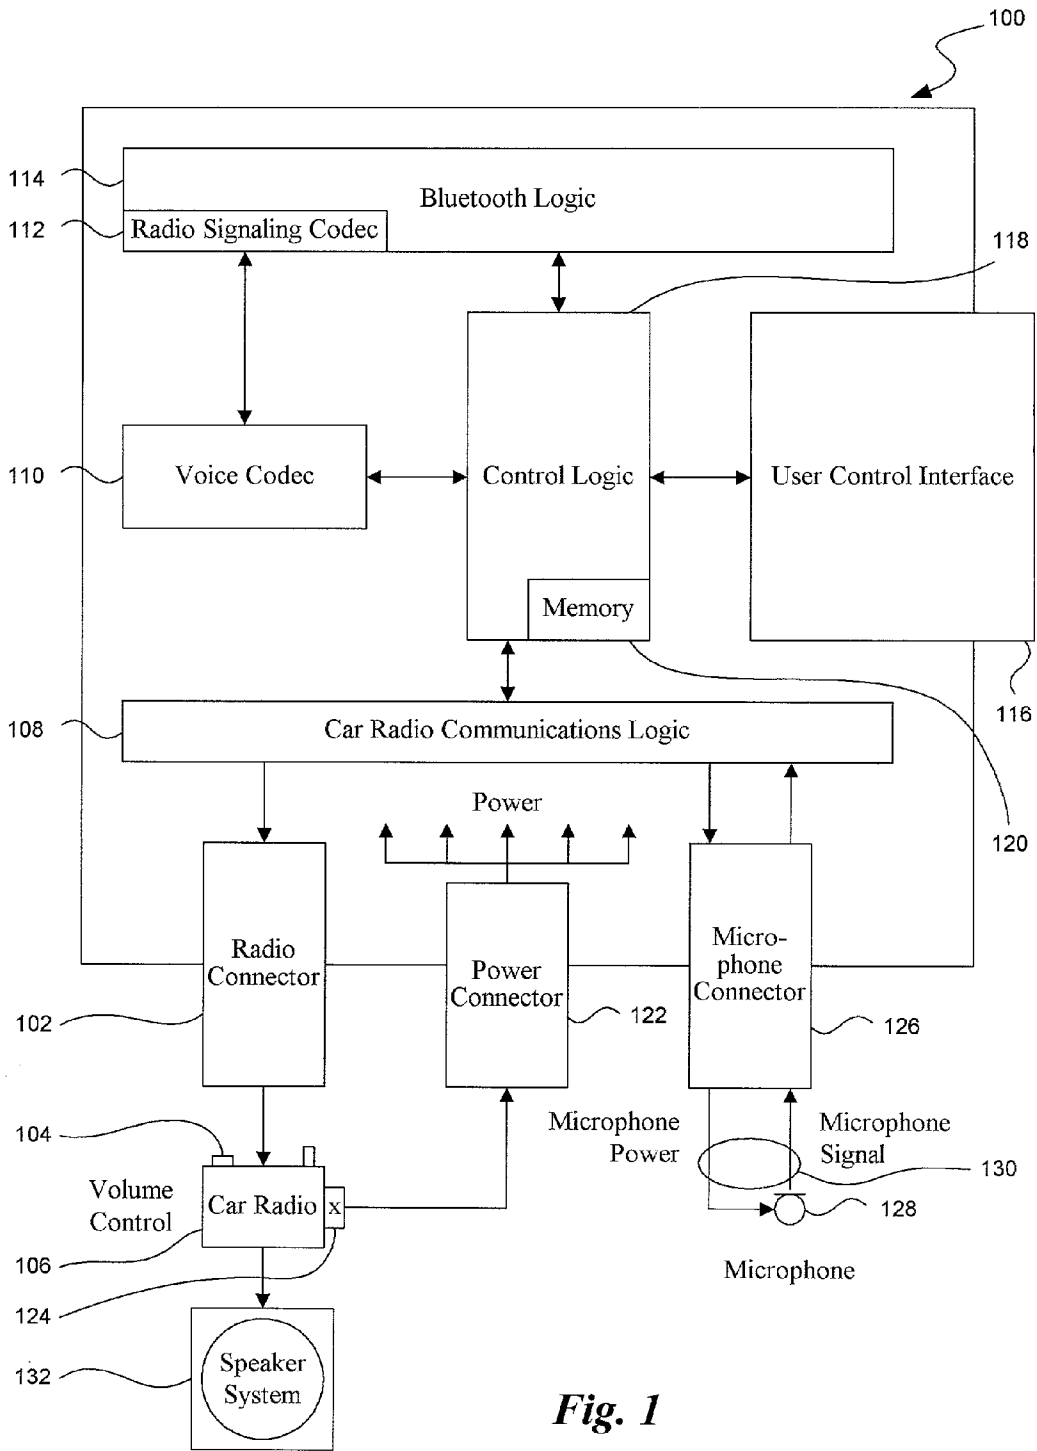 100
114
Bluetooth Logic
112
Radio Signaling Codec
118
110
Voice Codec
Control Logic
User Control Interface
Memory
116
108
Car Radio Communications Logic
Power
120
Radio
Connector
Power
Connector
Micro-
phone
Connector
102
122
126
104
Microphone
Power
Microphone
Signal
130
Volume
Control
Car Radio
x
128
106
Microphone
124
132
Speaker
System
Fig. 1